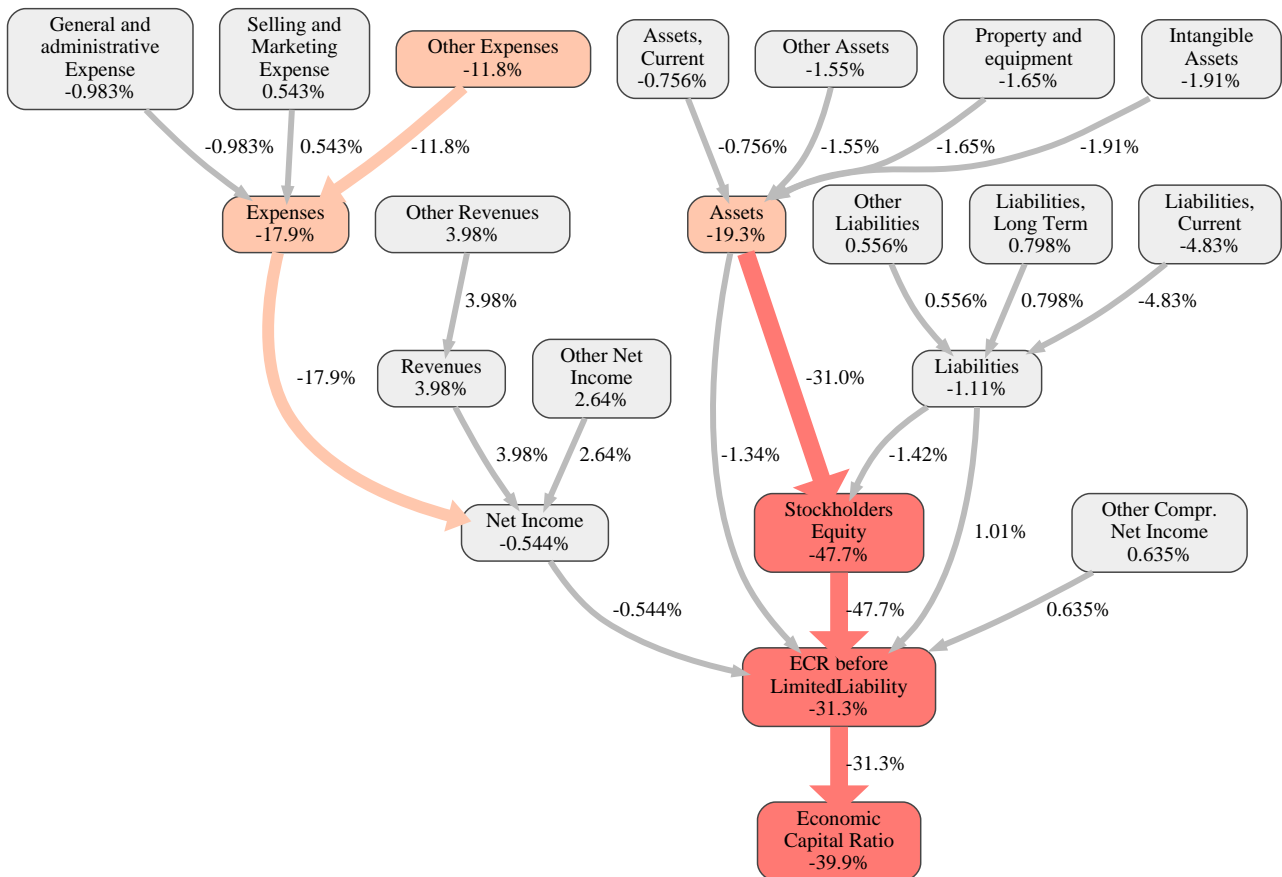 General and
administrative
Expense
-0.983%
Selling and
Marketing
Expense
0.543%
Other Expenses
-11.8%
Assets,
Current
-0.756%
Other Assets
-1.55%
Property and
equipment
-1.65%
Intangible
Assets
-1.91%
-0.983%
0.543%
-11.8%
-0.756%
-1.55%
-1.65%
-1.91%
Expenses
-17.9%
Other Revenues
3.98%
Assets
-19.3%
Other
Liabilities
0.556%
Liabilities,
Long Term
0.798%
Liabilities,
Current
-4.83%
3.98%
0.556%
0.798%
-4.83%
-17.9%
Revenues
3.98%
Other Net
Income
2.64%
-31.0%
Liabilities
-1.11%
3.98%
2.64%
-1.34%
-1.42%
Net Income
-0.544%
Stockholders
Equity
-47.7%
1.01%
Other Compr.
Net Income
0.635%
-0.544%
-47.7%
0.635%
ECR before
LimitedLiability
-31.3%
-31.3%
Economic
Capital Ratio
-39.9%